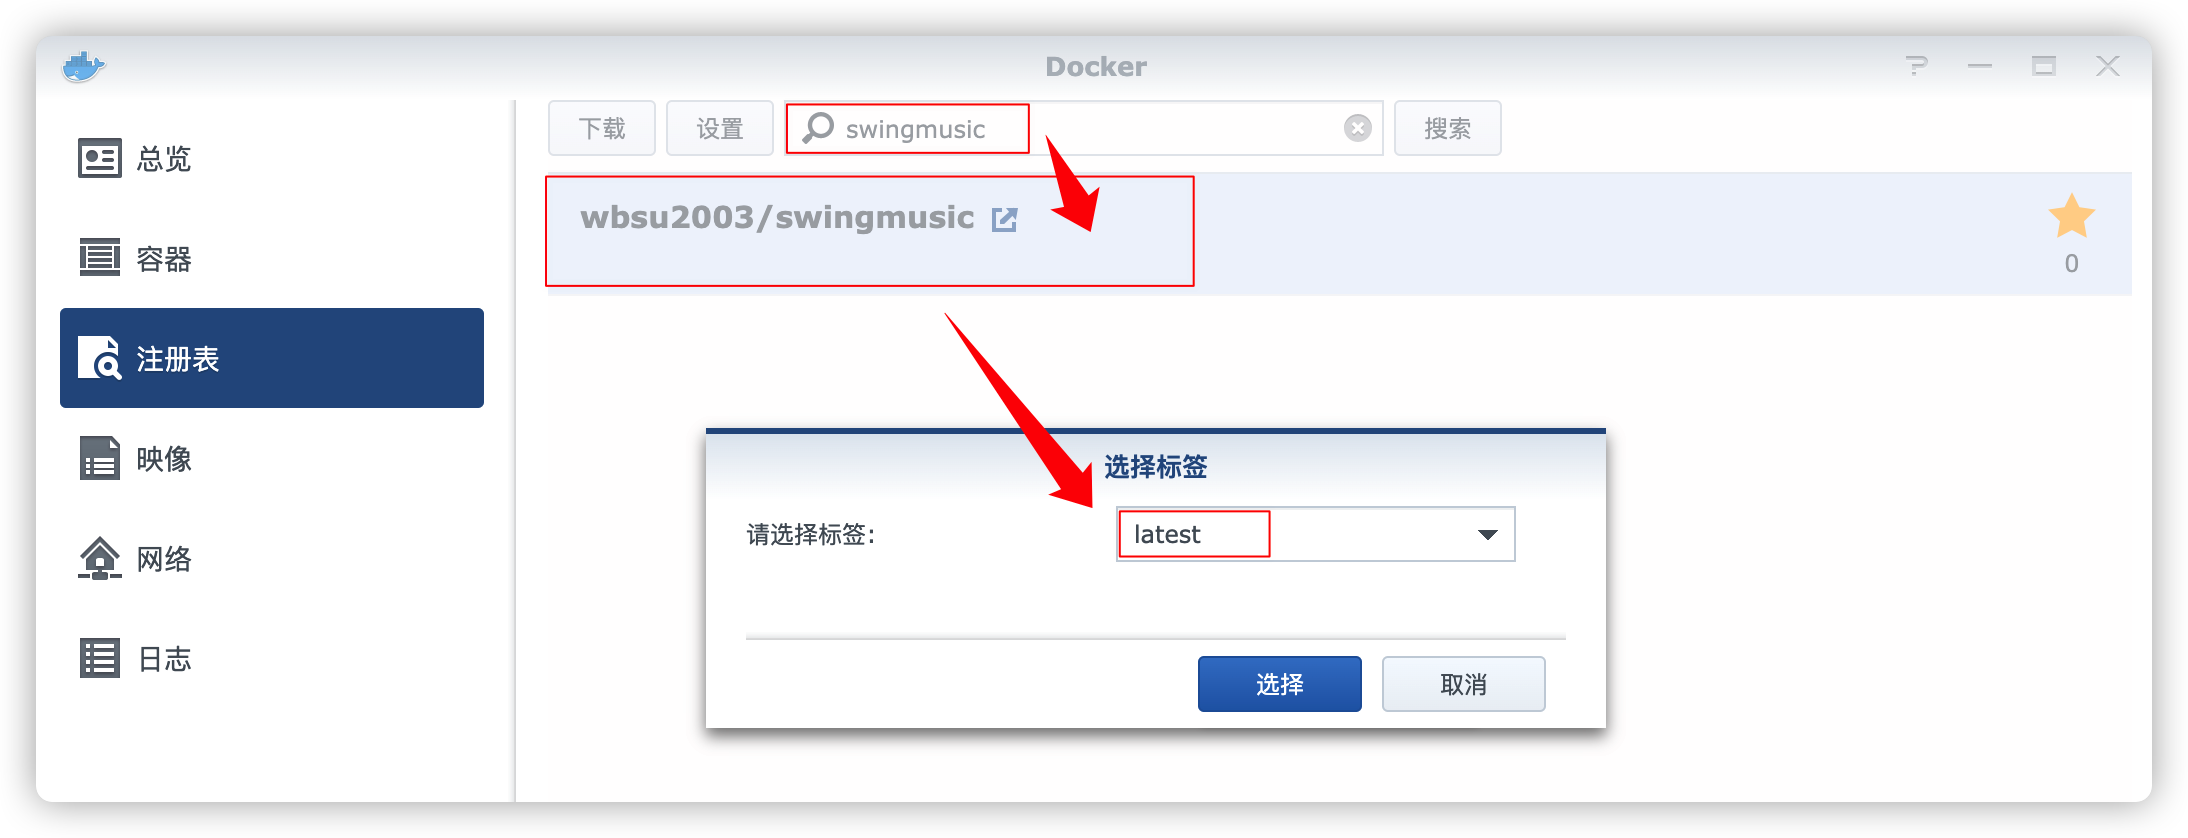 Docker
总览
容器
注册表
映像
网络
日志
下载 设置 swingmusic 搜索
wbsu2003/swingmusic
0
选择标签
请选择标签: latest
选择 取消